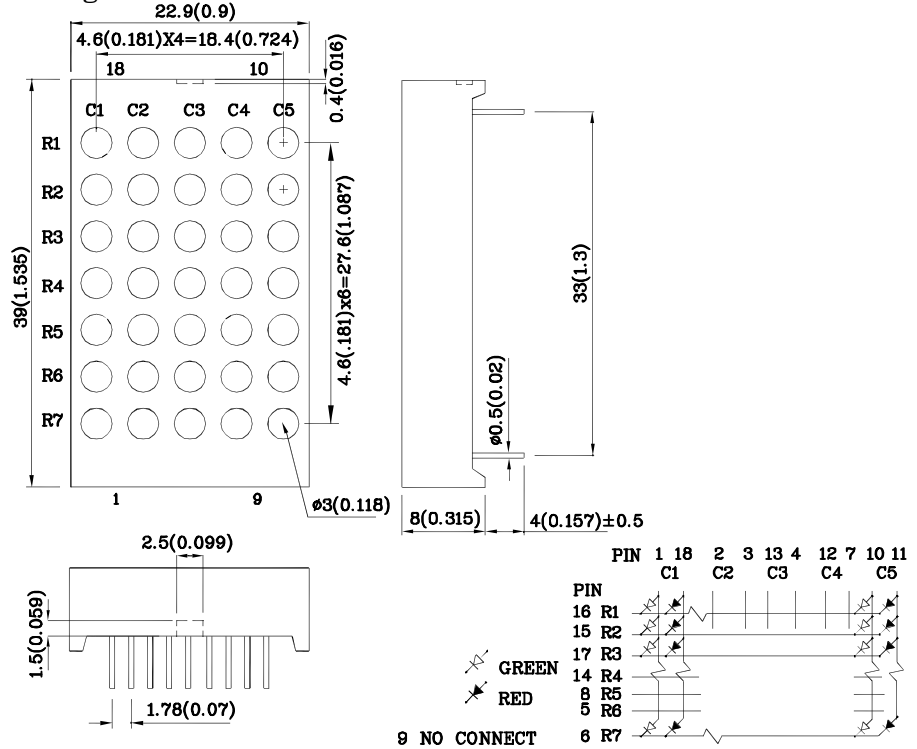 22.9(0.9)
4.6(0.181)X4=18.4(0.724)
18 10
0.4(0.016)
C1 C2 C3 C4 C5
R1
R2
R3
R4
R5
R6
R7
39(1.535)
4.6(.181)x6=27.6(1.087)
33(1.3)
ø0.5(0.02)
1 9
ø3(0.118)
8(0.315) 4(0.157)±0.5
2.5(0.099)
1.5(0.059)
1.78(0.07)
GREEN
RED
9 NO CONNECT
PIN 1 18 2 3 13 4 12 7 10 11
C1 C2 C3 C4 C5
PIN
16 R1
15 R2
17 R3
14 R4
8 R5
5 R6
6 R7